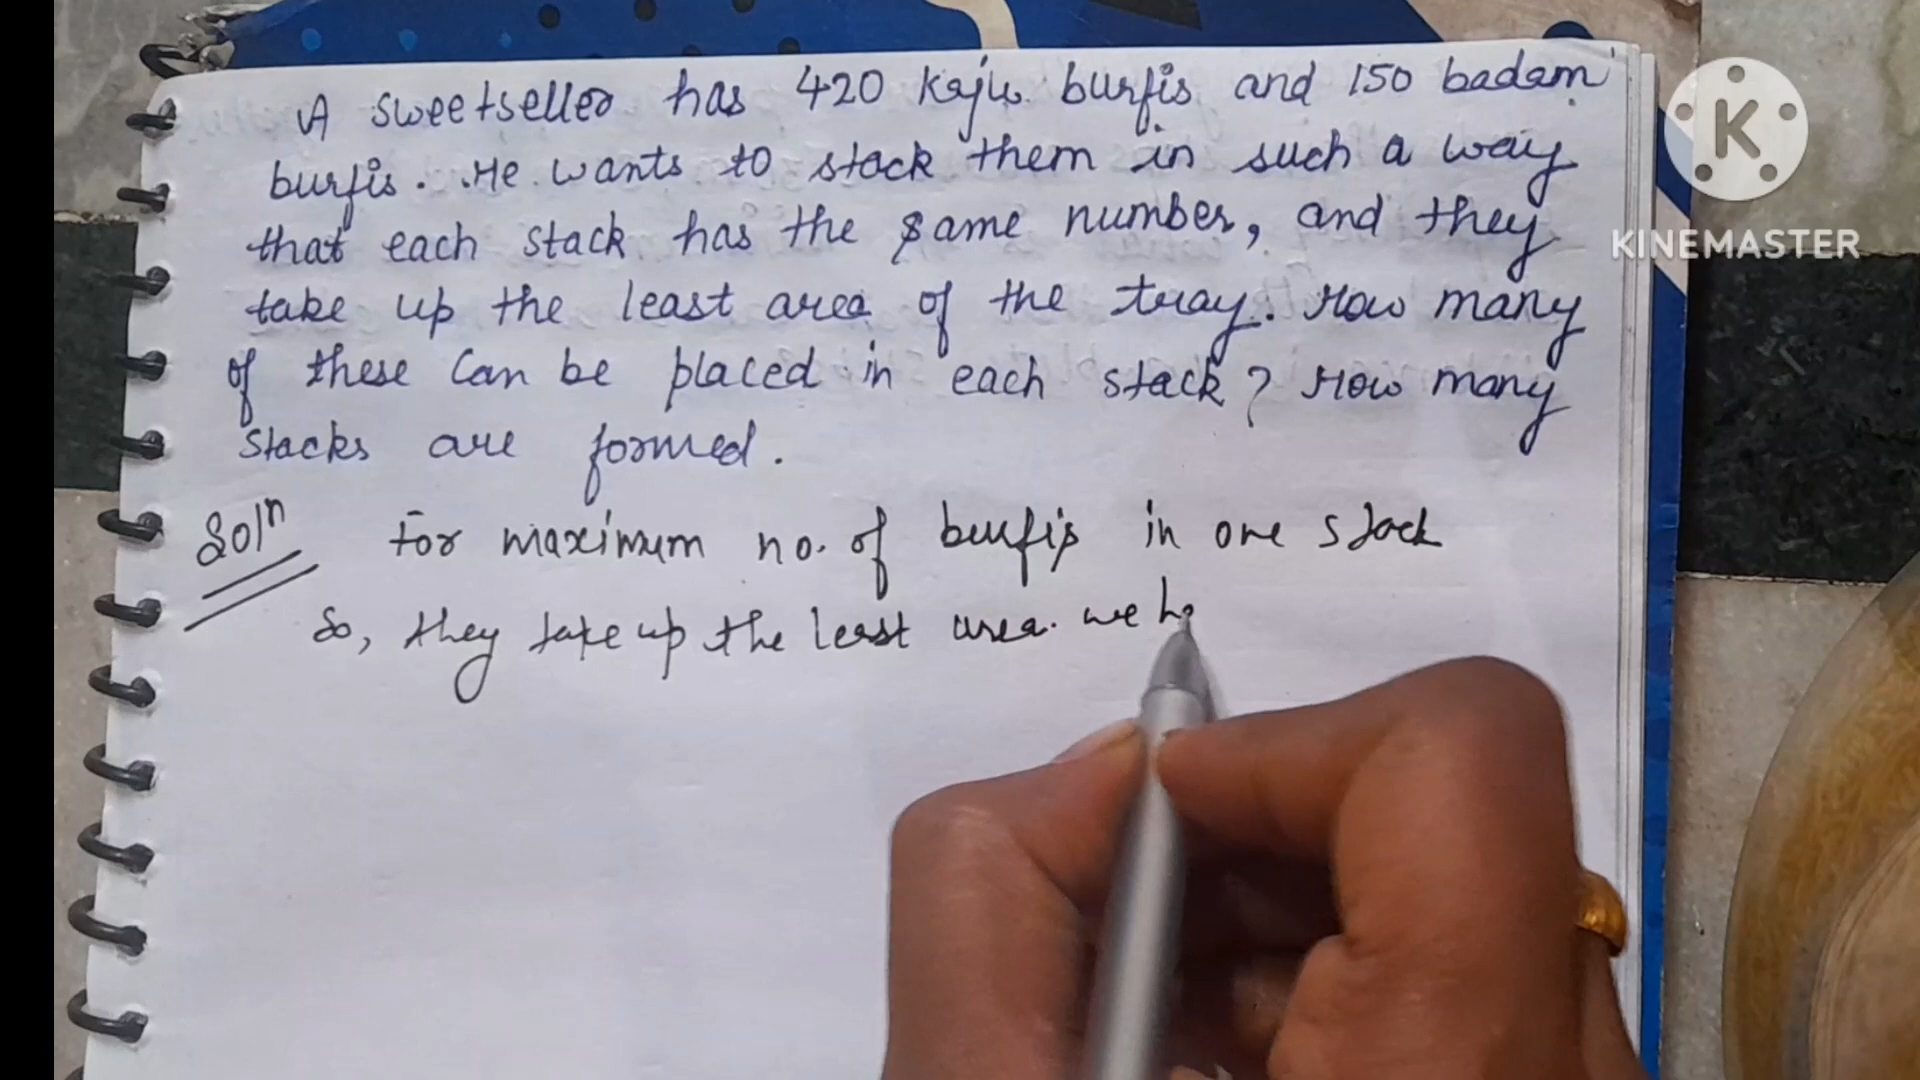 A sweetseller has 420 Kaju burfis and 150 badam
burfis. He wants to stack them in such a way
that each stack has the same number, and they
take up the least area of the tray. How many
of these can be placed in each stack? How many
stacks are formed.
Soln For maximum no. of burfis in one stack
So, they take up the least area. we ha
K
KINEMASTER